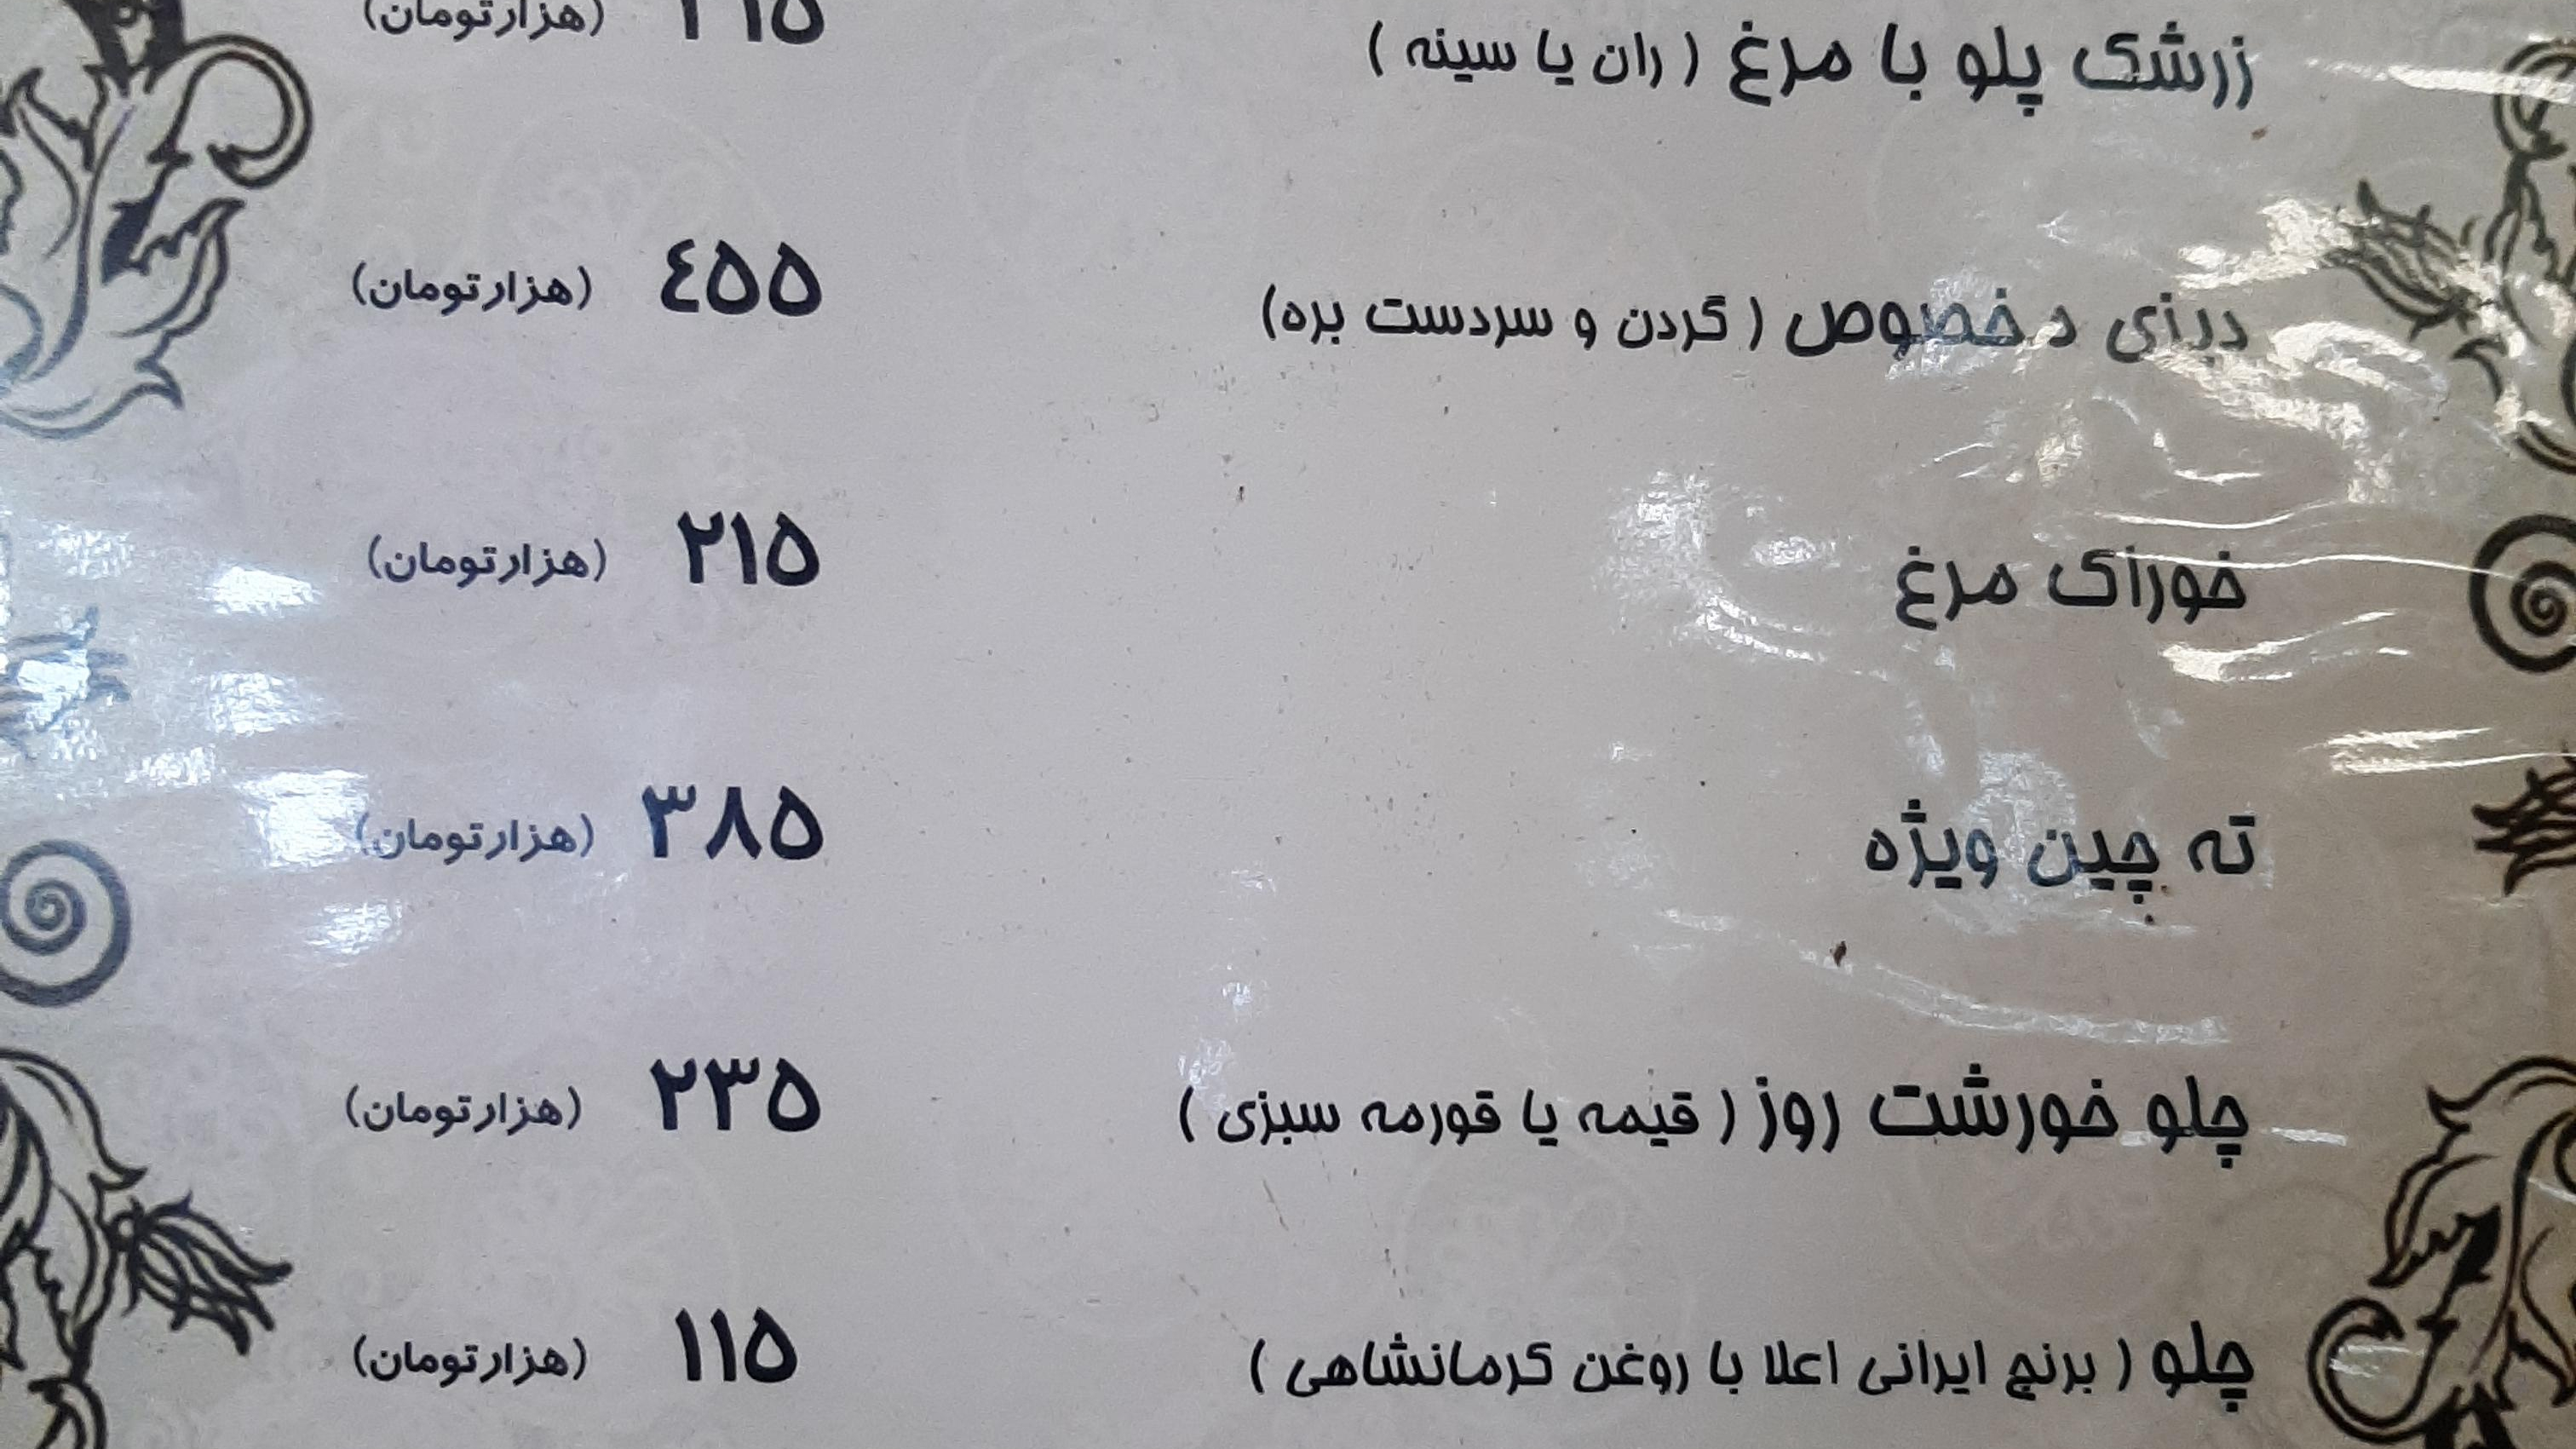 زرشک پلو با مرغ ( ران یا سینه ) (هزارتومان)
دیزی مخصوص ( گردن و سردست بره) ٤٥٥ (هزارتومان)
خوراک مرغ ۲۱۵ (هزارتومان)
ته چین ویژه ۳۸۵ (هزارتومان)
چلو خورشت روز ( قیمه یا قورمه سبزی ) ۲۳۵ (هزارتومان)
چلو ( برنج ایرانی اعلا با روغن کرمانشاهی ) ۱۱۵ (هزارتومان)